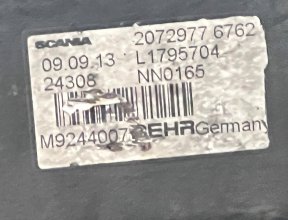 SCANIA 2072977 6762
09.09.13 L1795704
24308 NN0165
M9244007 BEHR Germany